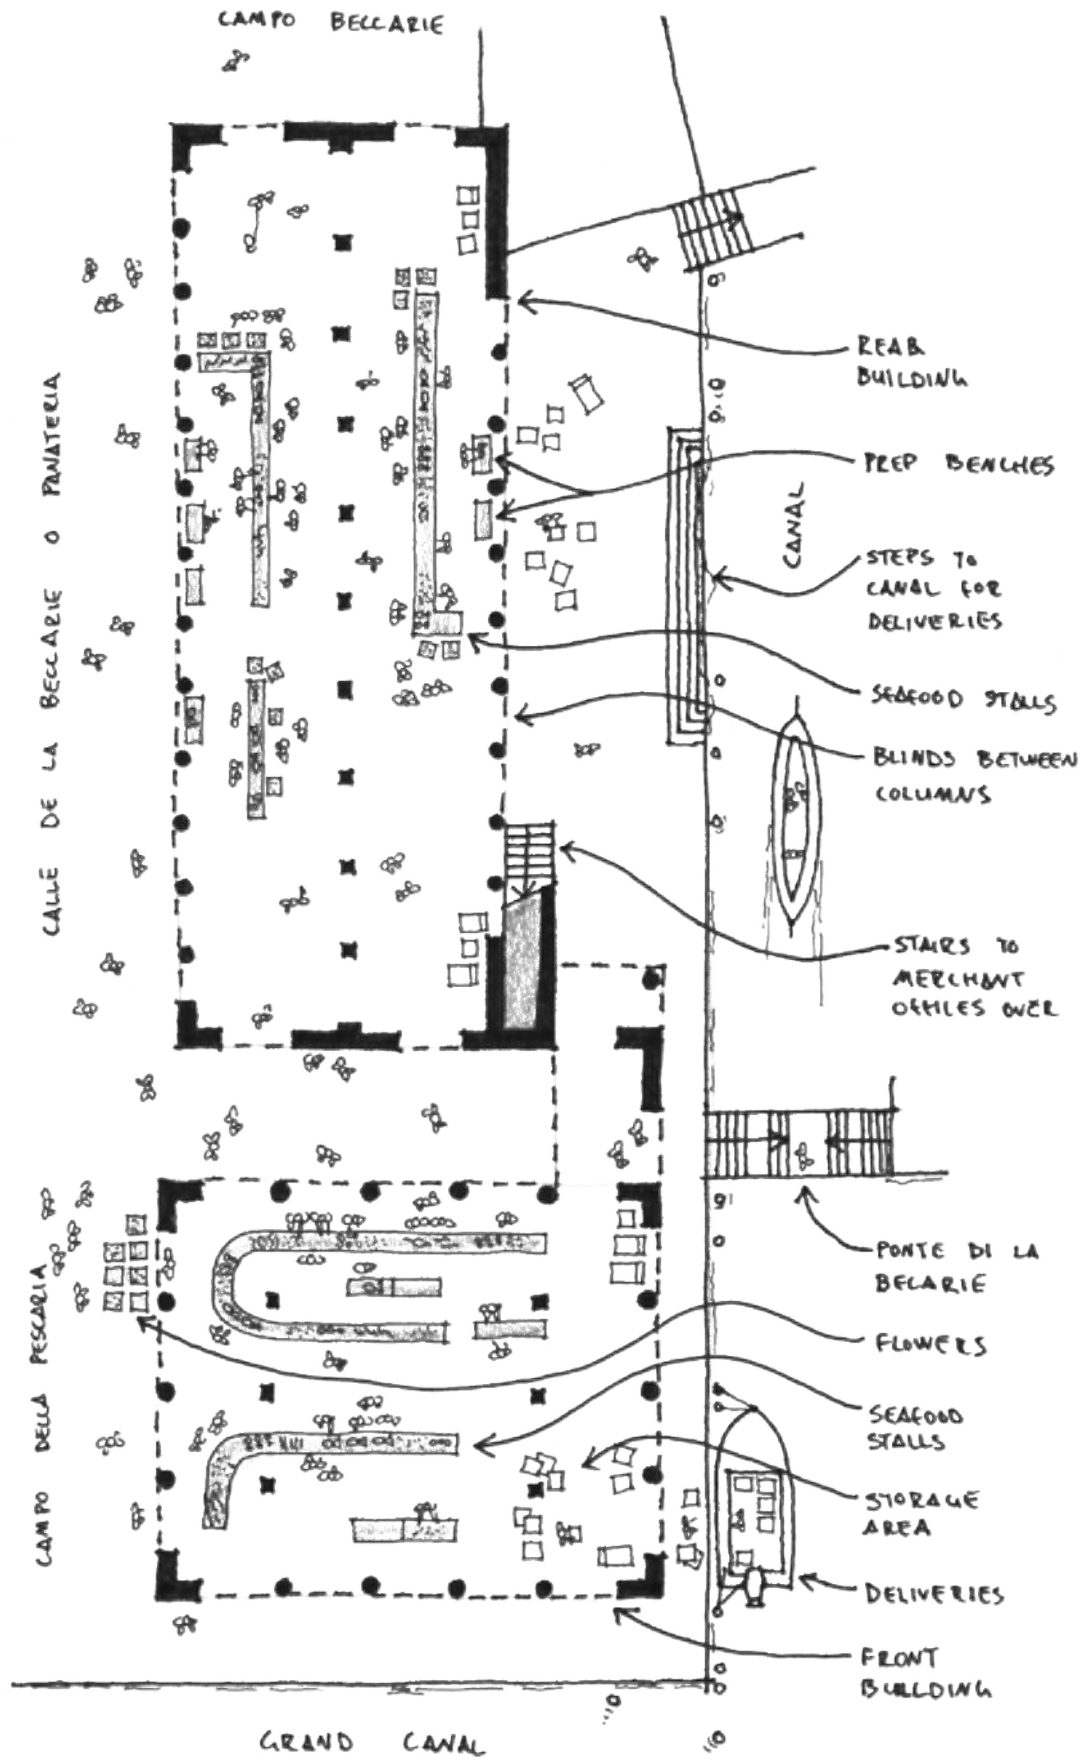 CAMPO BECCARIE
REAR
BUILDING
CALLE DE LA BECCARIE O PANATERIA
PREP BENCHES
CANAL
STEPS TO
CANAL FOR
DELIVERIES
SEAFOOD STALLS
BLINDS BETWEEN
COLUMNS
STAIRS TO
MERCHANT
OFFICES OVER
PONTE DI LA
BECARIE
CAMPO DELLA PESCARIA
FLOWERS
SEAFOOD
STALLS
STORAGE
AREA
DELIVERIES
FRONT
BUILDING
GRAND CANAL